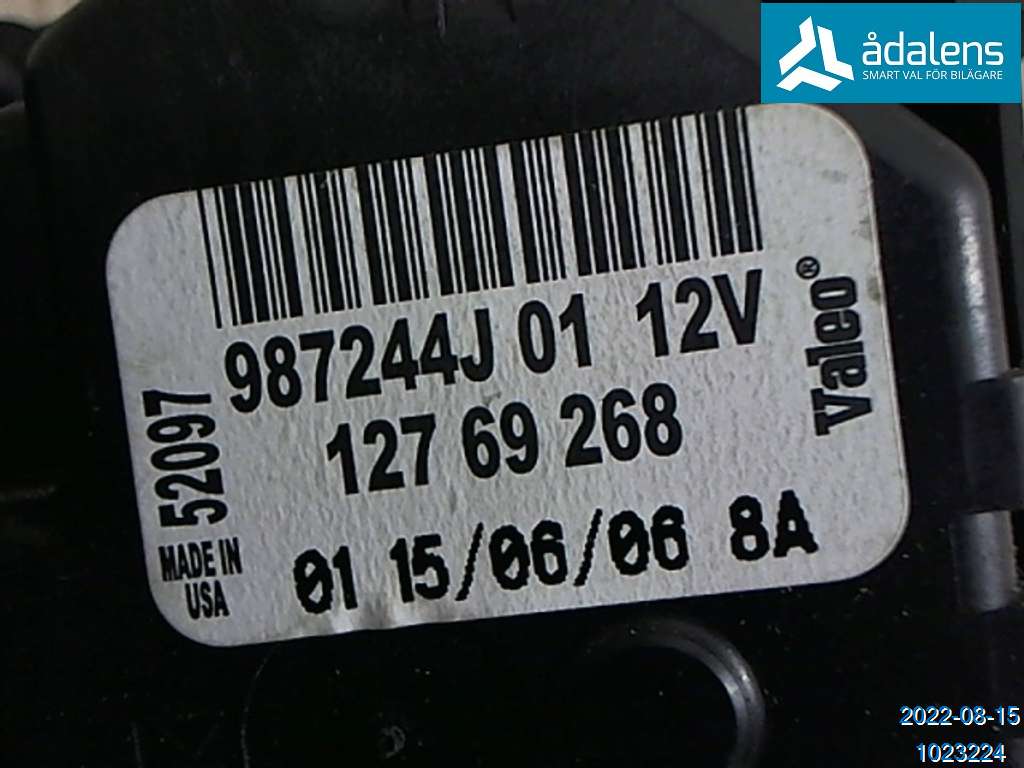 ådalens
SMART VAL FÖR BILÄGARE
987244J 01 12V
127 69 268
01 15/06/06 8A
52097
MADE IN
USA
Valeo®
2022-08-15
1023224